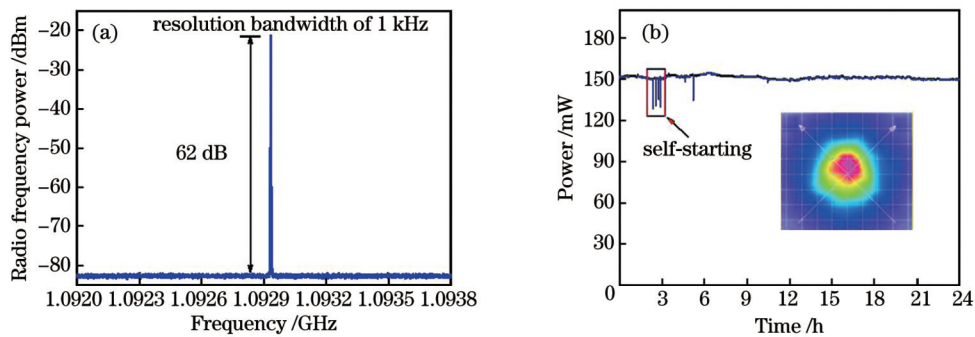 (a)
resolution bandwidth of 1 kHz
62 dB
Radio frequency power /dBm
−20
−30
−40
−50
−60
−70
−80
1.0920 1.0923 1.0926 1.0929 1.0932 1.0935 1.0938
Frequency /GHz
(b)
self-starting
Power /mW
180
150
120
90
60
30
0
3 6 9 12 15 18 21 24
Time /h